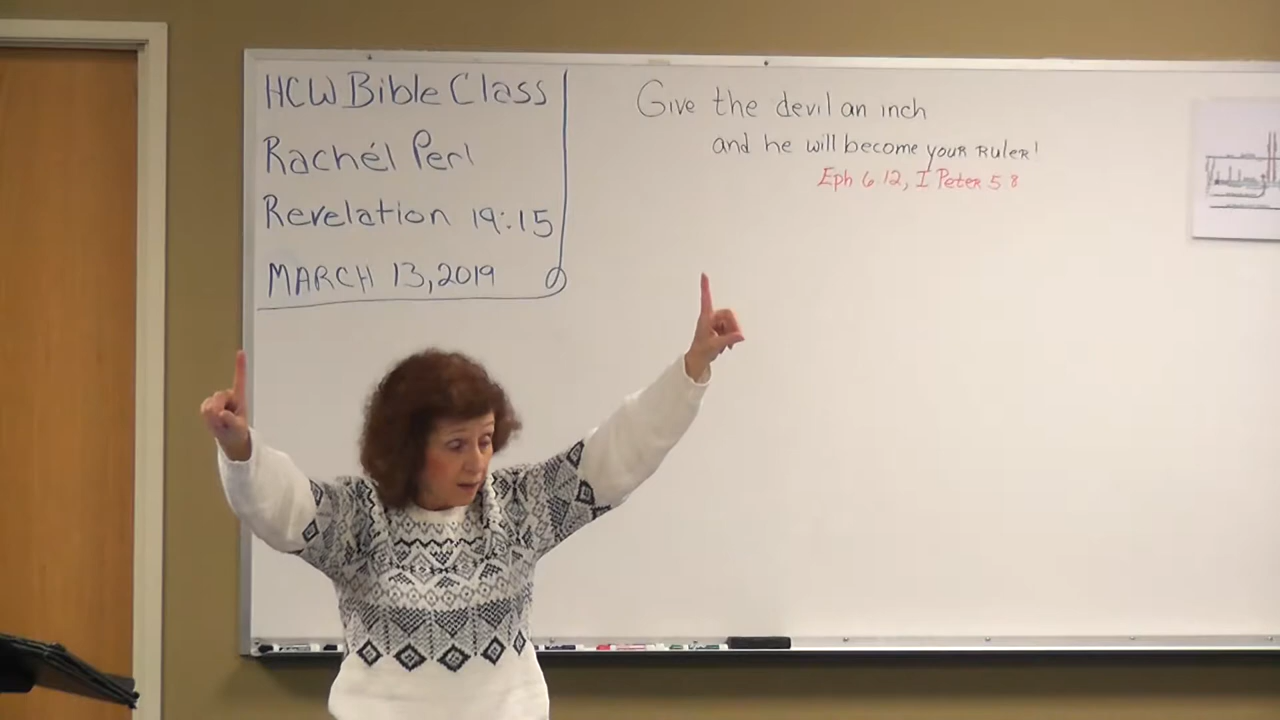 HCW Bible Class
Rachél Perl
Revelation 19:15
MARCH 13, 2019
Give the devil an inch
and he will become your RULER!
Eph 6:12, I Peter 5:8